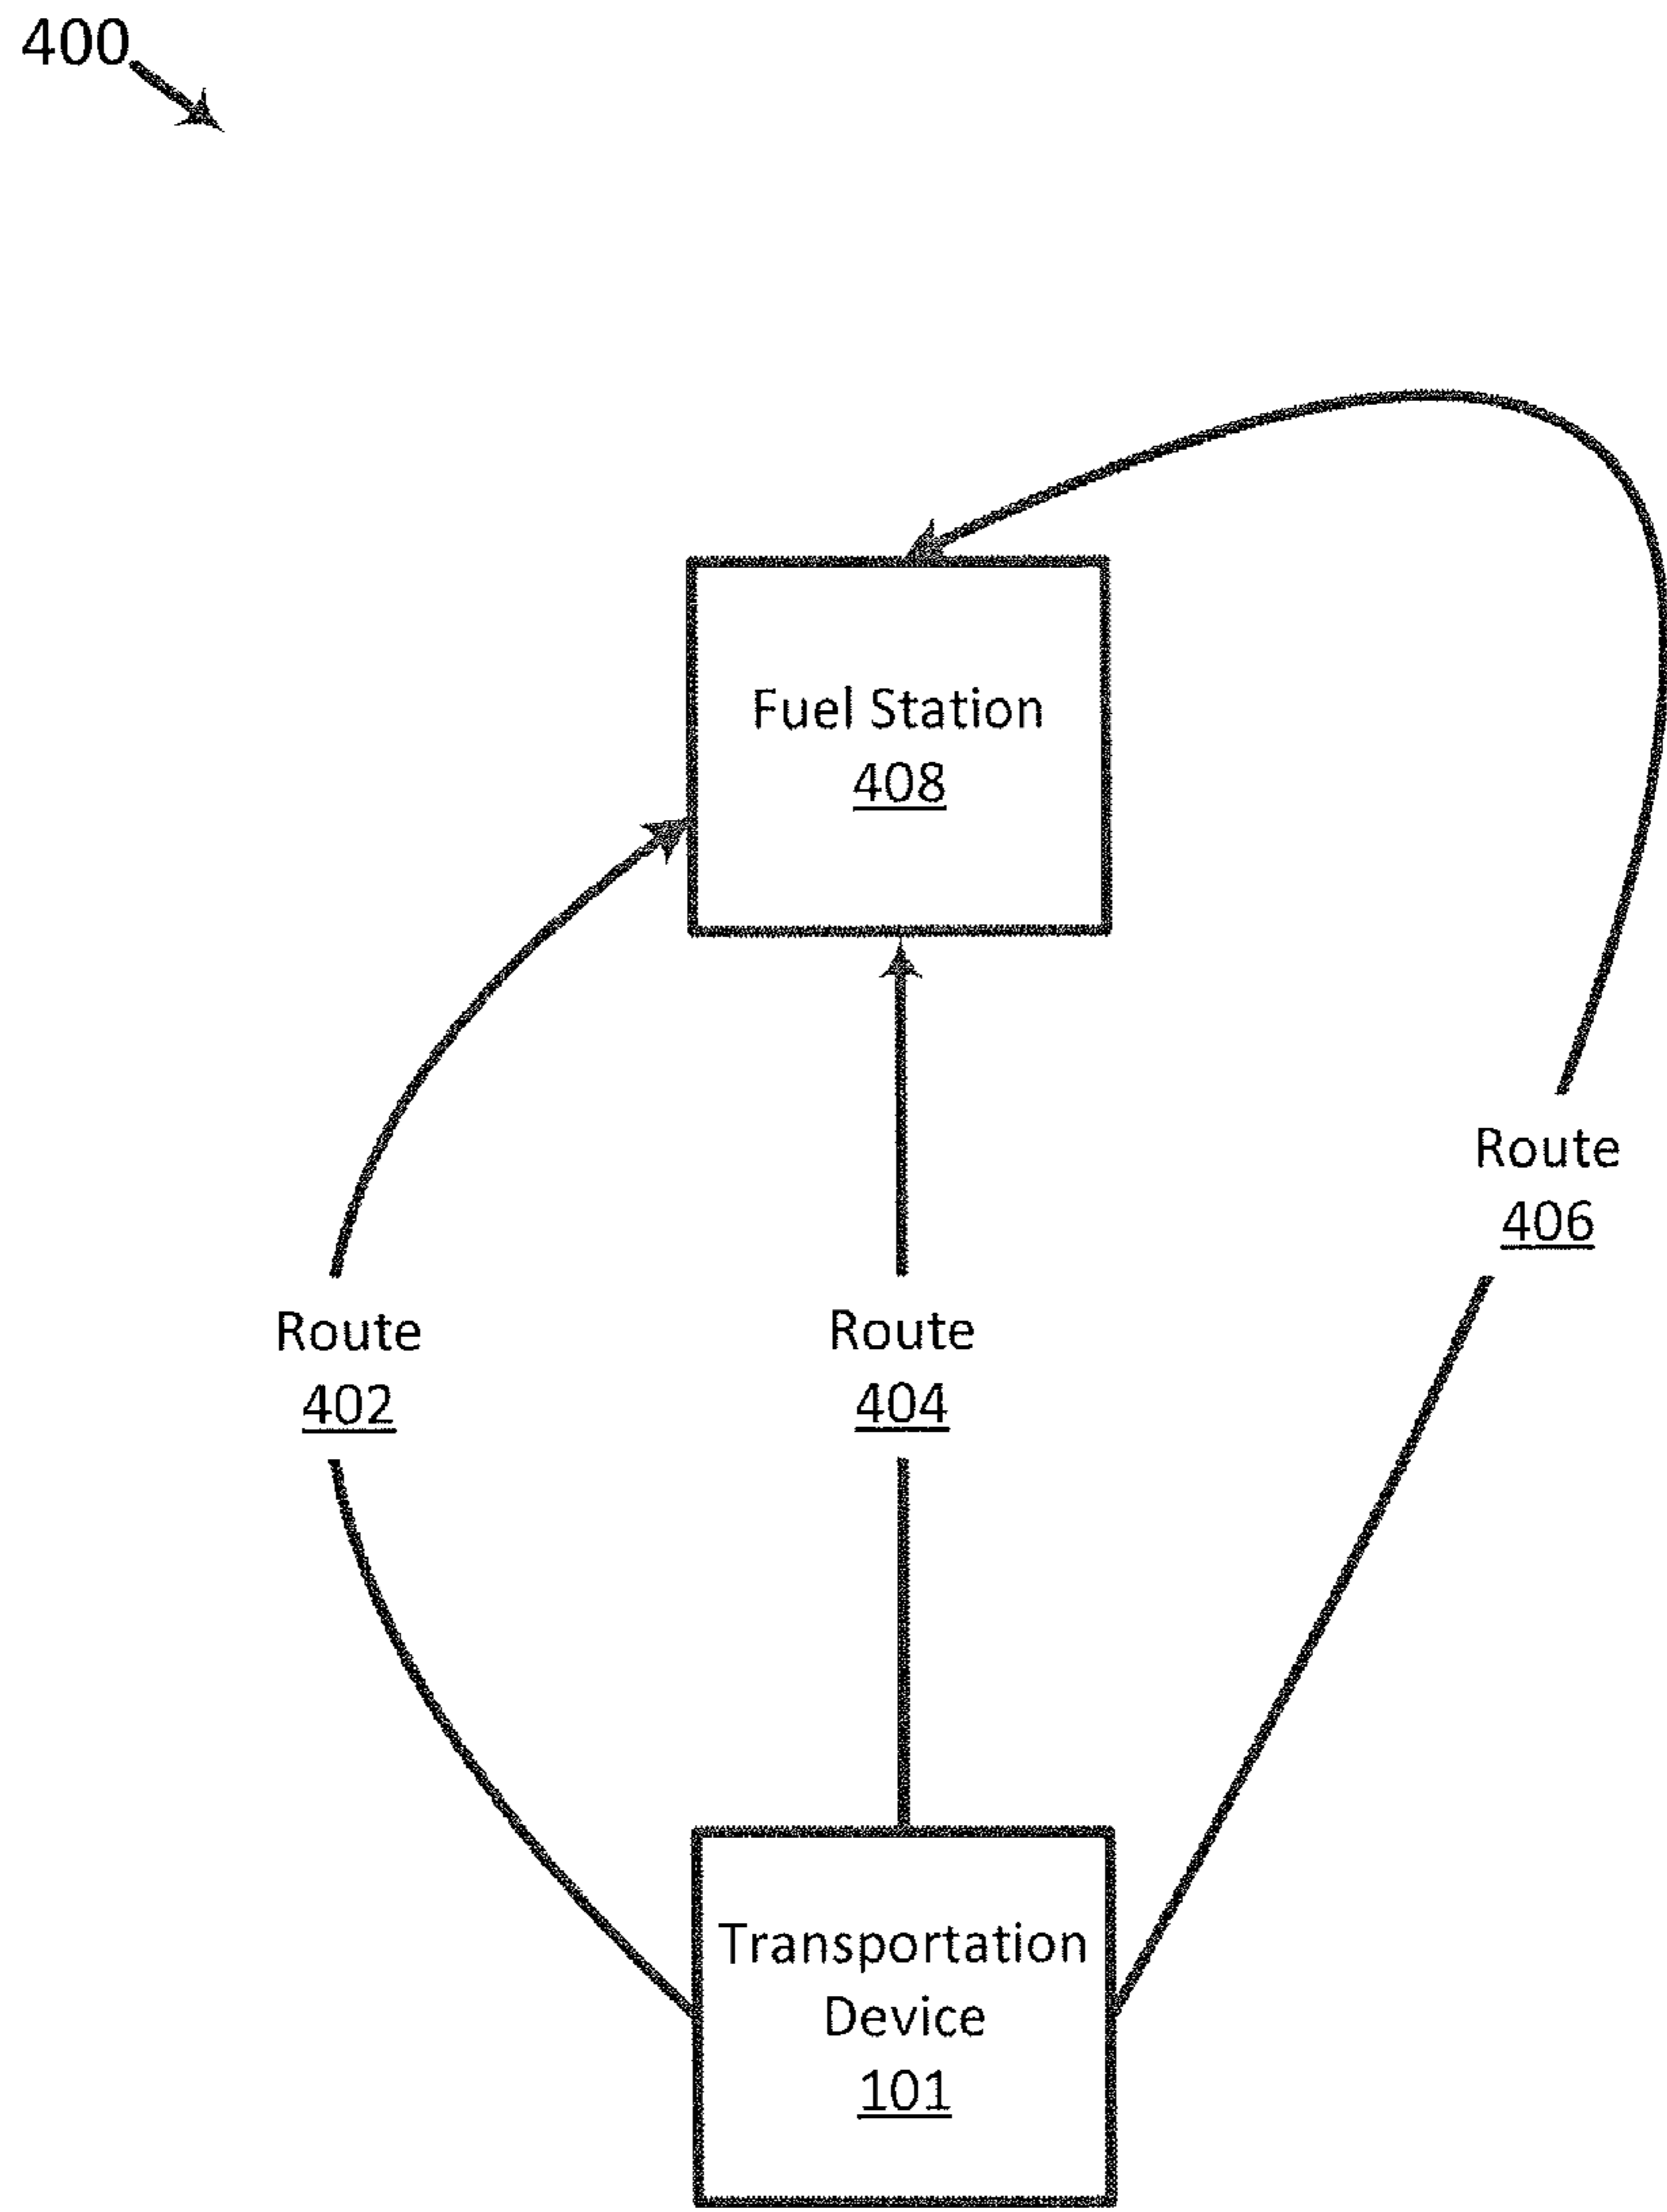 400
Fuel Station
408
Route
406
Route
402
Route
404
Transportation
Device
101